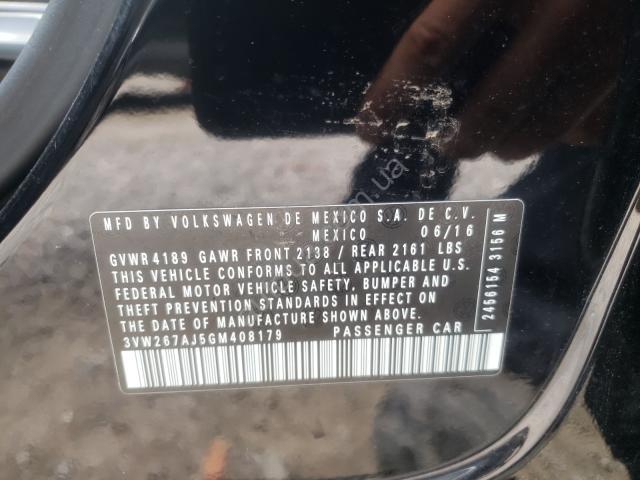 MFD BY VOLKSWAGEN DE MEXICO S.A. DE C.V.
MEXICO 06/16
GVWR 4189 GAWR FRONT 2138 / REAR 2161 LBS
THIS VEHICLE CONFORMS TO ALL APPLICABLE U.S.
FEDERAL MOTOR VEHICLE SAFETY, BUMPER AND
THEFT PREVENTION STANDARDS IN EFFECT ON
THE DATE OF MANUFACTURE SHOWN ABOVE.
3VW267AJ5GM408179 PASSENGER CAR
2456154 3156 M